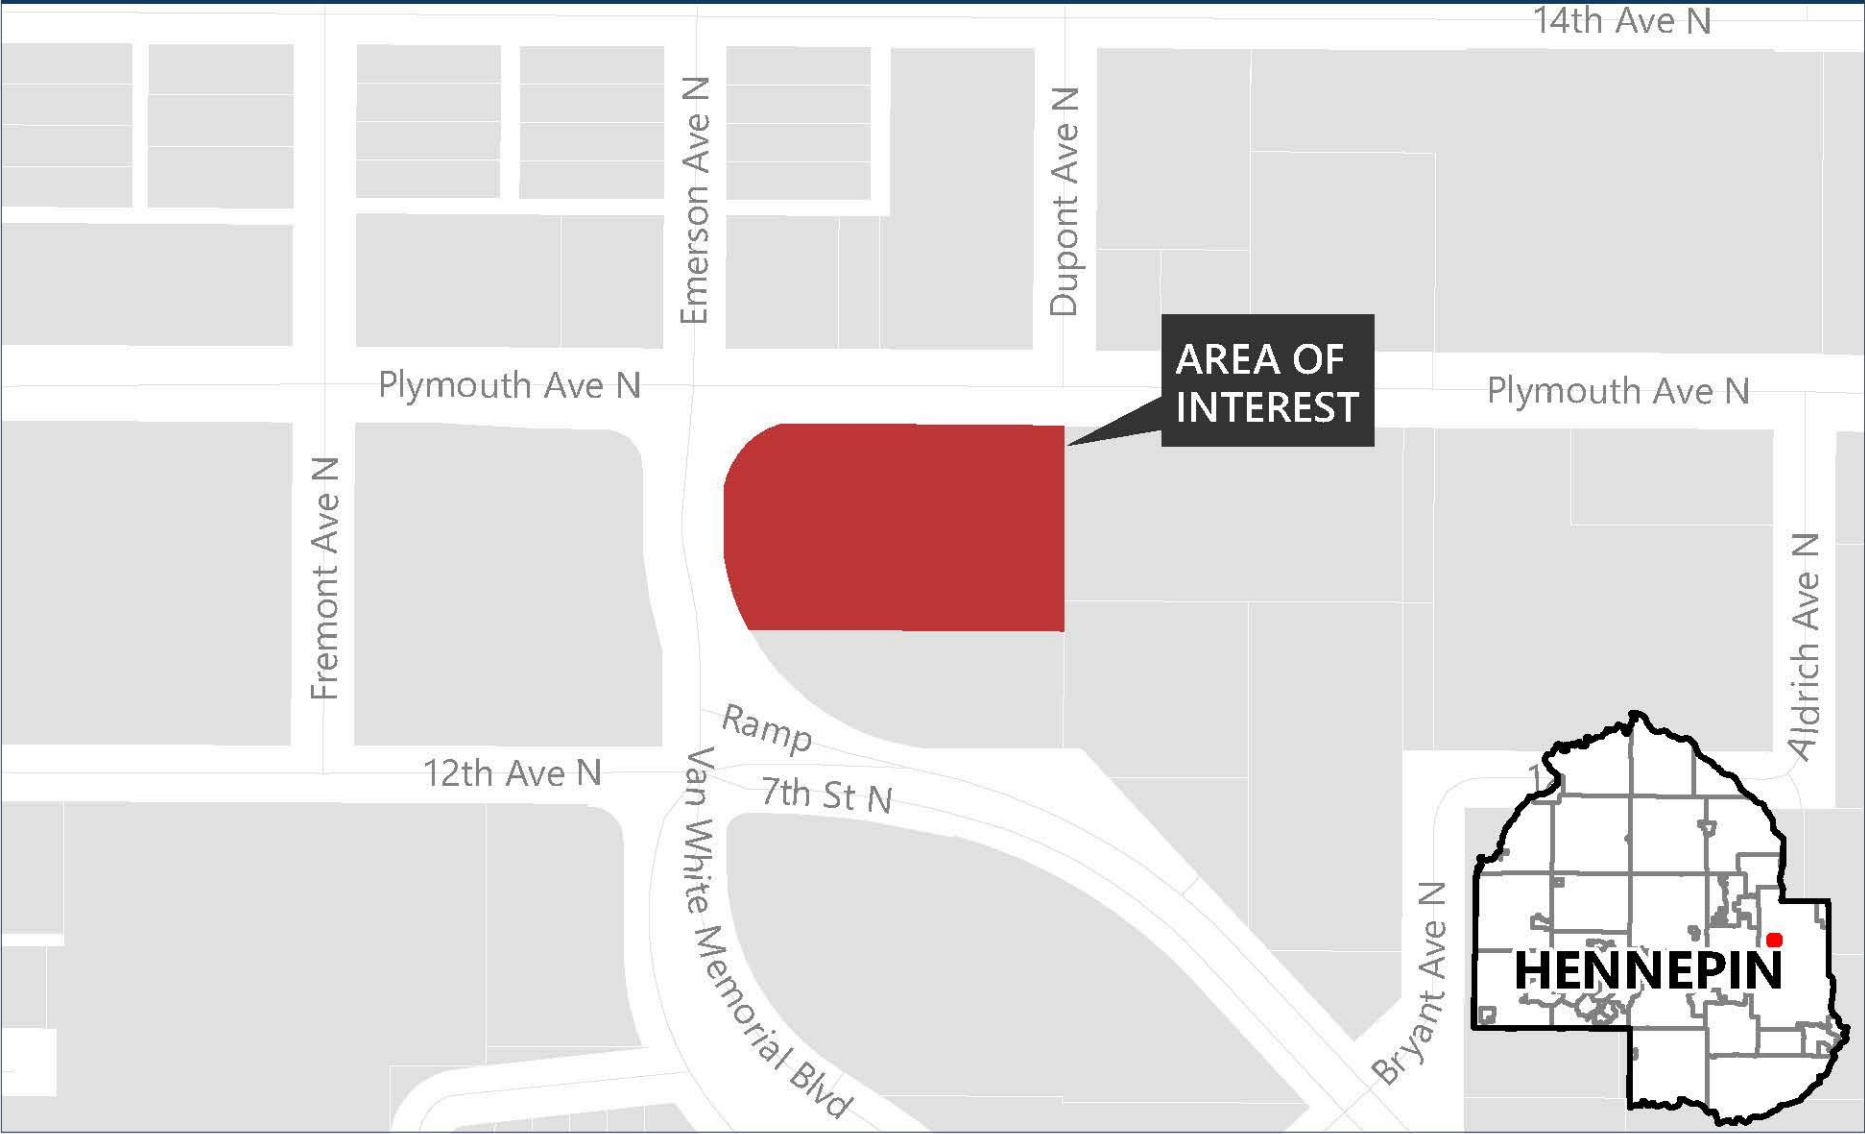 14th Ave N
Emerson Ave N
Dupont Ave N
AREA OF
INTEREST
Plymouth Ave N
Plymouth Ave N
Fremont Ave N
Aldrich Ave N
Ramp
12th Ave N
7th St N
Van White Memorial Blvd
Bryant Ave N
HENNEPIN